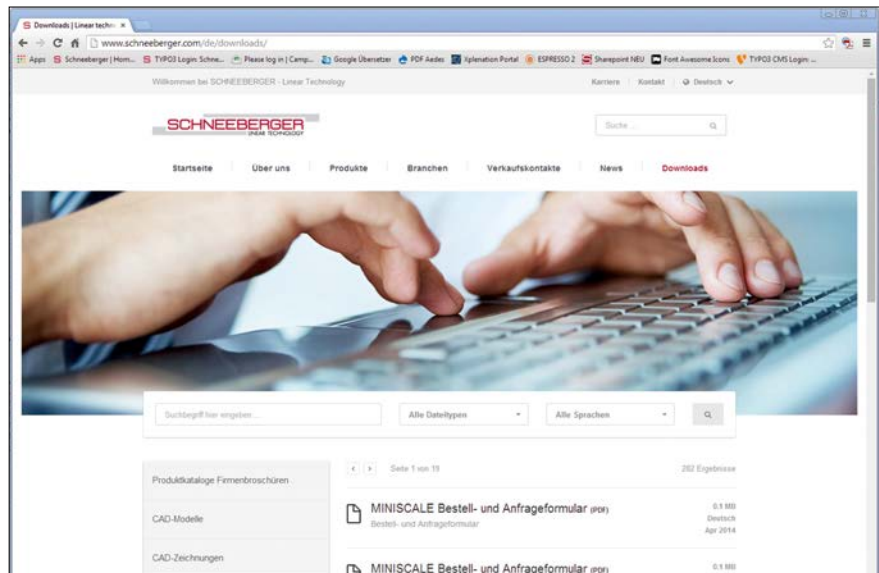 Downloads | Linear techn
www.schneeberger.com/de/downloads/
Apps Schneeberger | Hom... TYPO3 Login: Schne... Please log in | Camp... Google Übersetzer PDF Aedes Xplenation Portal ESPRESSO 2 Sharepoint NEU Font Awesome Icons TYPO3 CMS Login: ...
Willkommen bei SCHNEEBERGER - Linear Technology Karriere Kontakt Deutsch
SCHNEEBERGER
LINEAR TECHNOLOGY
Suche ...
Startseite Über uns Produkte Branchen Verkaufskontakte News Downloads
Suchbegriff hier eingeben ... Alle Dateitypen Alle Sprachen
Seite 1 von 19 282 Ergebnisse
Produktkataloge Firmenbroschüren
CAD-Modelle
CAD-Zeichnungen
MINISCALE Bestell- und Anfrageformular (PDF)
Bestell- und Anfrageformular
0.1 MB
Deutsch
Apr 2014
MINISCALE Bestell- und Anfrageformular (PDF)
0.1 MB